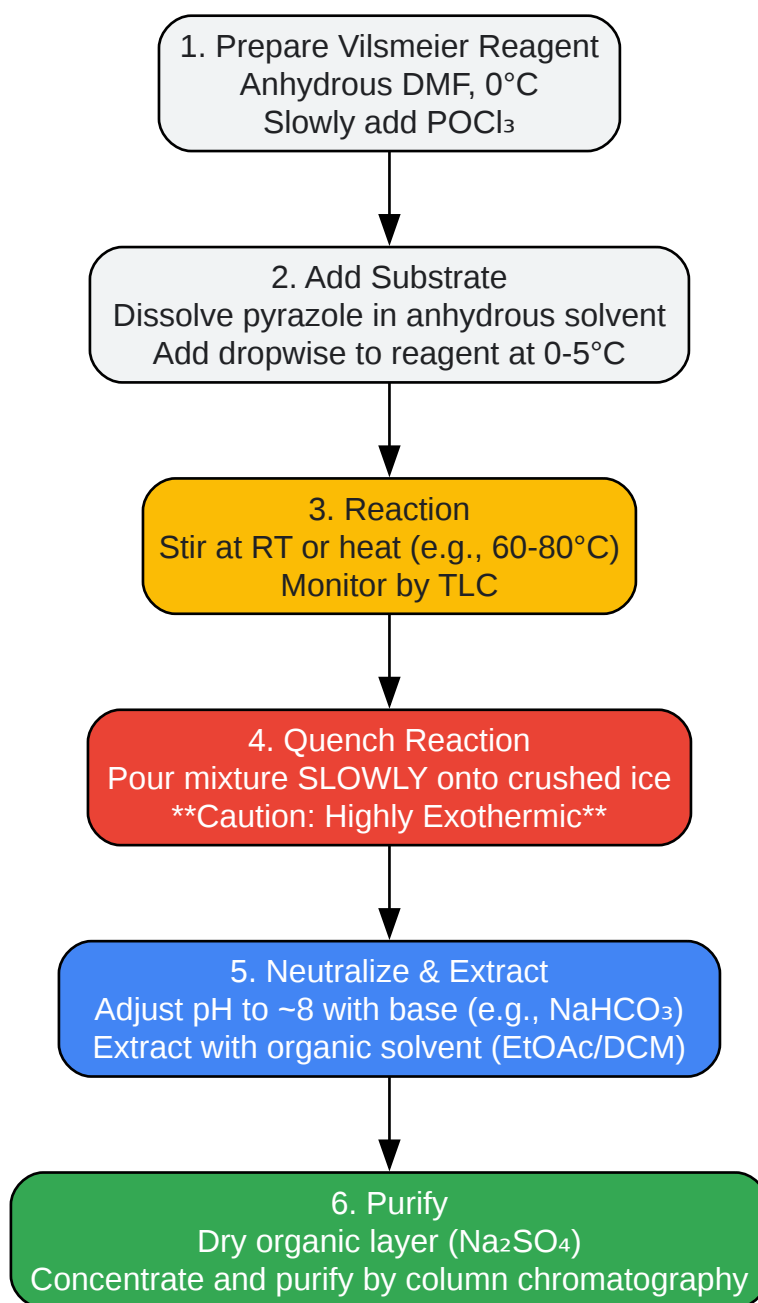 1. Prepare Vilsmeier Reagent
Anhydrous DMF, 0°C
Slowly add POCl₃
2. Add Substrate
Dissolve pyrazole in anhydrous solvent
Add dropwise to reagent at 0-5°C
3. Reaction
Stir at RT or heat (e.g., 60-80°C)
Monitor by TLC
4. Quench Reaction
Pour mixture SLOWLY onto crushed ice
**Caution: Highly Exothermic**
5. Neutralize & Extract
Adjust pH to ~8 with base (e.g., NaHCO₃)
Extract with organic solvent (EtOAc/DCM)
6. Purify
Dry organic layer (Na₂SO₄)
Concentrate and purify by column chromatography